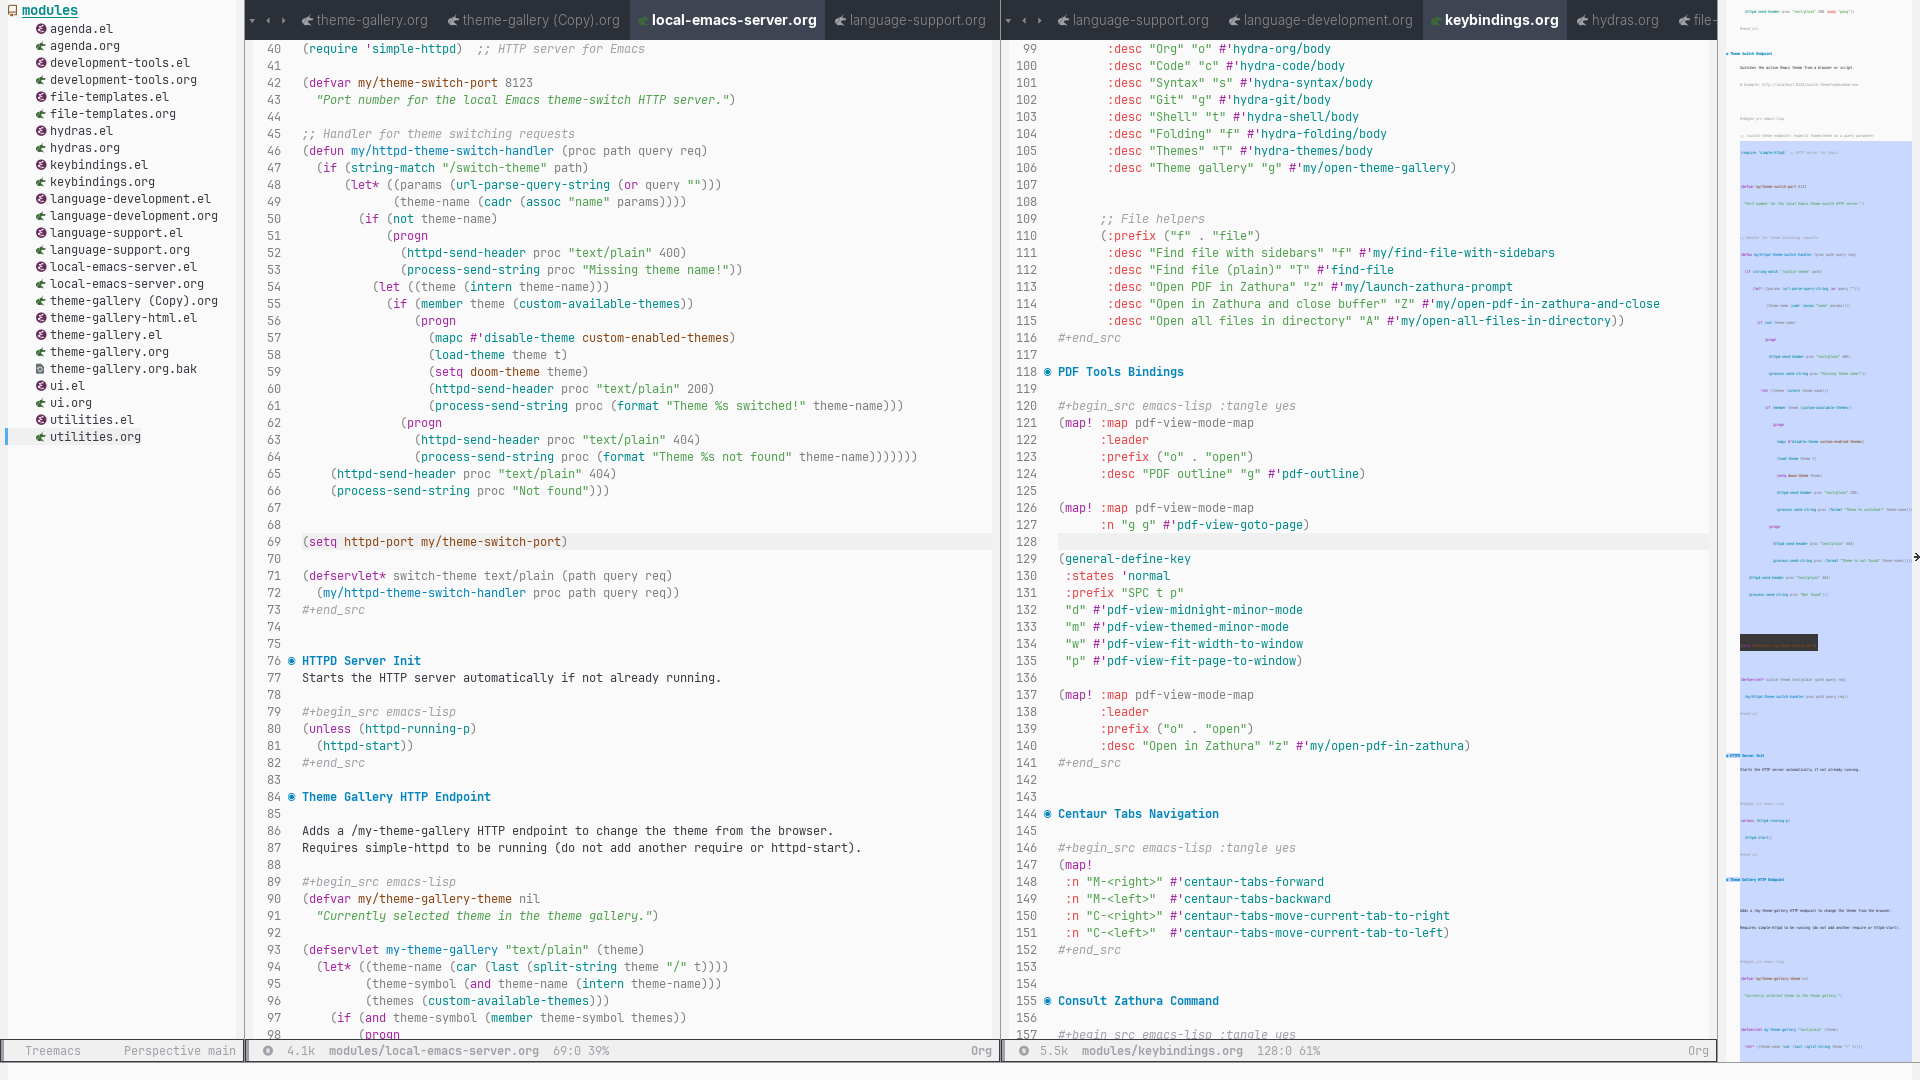 modules
agenda.el
agenda.org
development-tools.el
development-tools.org
file-templates.el
file-templates.org
hydras.el
hydras.org
keybindings.el
keybindings.org
language-development.el
language-development.org
language-support.el
language-support.org
local-emacs-server.el
local-emacs-server.org
theme-gallery (Copy).org
theme-gallery-html.el
theme-gallery.el
theme-gallery.org
theme-gallery.org.bak
ui.el
ui.org
utilities.el
utilities.org
Treemacs Perspective main
theme-gallery.org theme-gallery (Copy).org local-emacs-server.org language-support.org
40 (require 'simple-httpd)  ;; HTTP server for Emacs
41
42 (defvar my/theme-switch-port 8123
43   "Port number for the local Emacs theme-switch HTTP server.")
44
45 ;; Handler for theme switching requests
46 (defun my/httpd-theme-switch-handler (proc path query req)
47   (if (string-match "/switch-theme" path)
48       (let* ((params (url-parse-query-string (or query "")))
49              (theme-name (cadr (assoc "name" params))))
50         (if (not theme-name)
51             (progn
52               (httpd-send-header proc "text/plain" 400)
53               (process-send-string proc "Missing theme name!"))
54           (let ((theme (intern theme-name)))
55             (if (member theme (custom-available-themes))
56                 (progn
57                   (mapc #'disable-theme custom-enabled-themes)
58                   (load-theme theme t)
59                   (setq doom-theme theme)
60                   (httpd-send-header proc "text/plain" 200)
61                   (process-send-string proc (format "Theme %s switched!" theme-name)))
62               (progn
63                 (httpd-send-header proc "text/plain" 404)
64                 (process-send-string proc (format "Theme %s not found" theme-name)))))))
65     (httpd-send-header proc "text/plain" 404)
66     (process-send-string proc "Not found")))
67
68
69 (setq httpd-port my/theme-switch-port)
70
71 (defservlet* switch-theme text/plain (path query req)
72   (my/httpd-theme-switch-handler proc path query req))
73 #+end_src
74
75
76 ◉ HTTPD Server Init
77 Starts the HTTP server automatically if not already running.
78
79 #+begin_src emacs-lisp
80 (unless (httpd-running-p)
81   (httpd-start))
82 #+end_src
83
84 ◉ Theme Gallery HTTP Endpoint
85
86 Adds a /my-theme-gallery HTTP endpoint to change the theme from the browser.
87 Requires simple-httpd to be running (do not add another require or httpd-start).
88
89 #+begin_src emacs-lisp
90 (defvar my/theme-gallery-theme nil
91   "Currently selected theme in the theme gallery.")
92
93 (defservlet my-theme-gallery "text/plain" (theme)
94   (let* ((theme-name (car (last (split-string theme "/" t))))
95          (theme-symbol (and theme-name (intern theme-name)))
96          (themes (custom-available-themes)))
97     (if (and theme-symbol (member theme-symbol themes))
98         (progn
4.1k modules/local-emacs-server.org 69:0 39% Org
language-support.org language-development.org keybindings.org hydras.org file-
99        :desc "Org" "o" #'hydra-org/body
100       :desc "Code" "c" #'hydra-code/body
101       :desc "Syntax" "s" #'hydra-syntax/body
102       :desc "Git" "g" #'hydra-git/body
103       :desc "Shell" "t" #'hydra-shell/body
104       :desc "Folding" "f" #'hydra-folding/body
105       :desc "Themes" "T" #'hydra-themes/body
106       :desc "Theme gallery" "g" #'my/open-theme-gallery)
107
108
109       ;; File helpers
110       (:prefix ("f" . "file")
111        :desc "Find file with sidebars" "f" #'my/find-file-with-sidebars
112        :desc "Find file (plain)" "T" #'find-file
113        :desc "Open PDF in Zathura" "z" #'my/launch-zathura-prompt
114        :desc "Open in Zathura and close buffer" "Z" #'my/open-pdf-in-zathura-and-close
115        :desc "Open all files in directory" "A" #'my/open-all-files-in-directory))
116 #+end_src
117
118 ◉ PDF Tools Bindings
119
120 #+begin_src emacs-lisp :tangle yes
121 (map! :map pdf-view-mode-map
122       :leader
123       :prefix ("o" . "open")
124       :desc "PDF outline" "g" #'pdf-outline)
125
126 (map! :map pdf-view-mode-map
127       :n "g g" #'pdf-view-goto-page)
128
129 (general-define-key
130  :states 'normal
131  :prefix "SPC t p"
132  "d" #'pdf-view-midnight-minor-mode
133  "m" #'pdf-view-themed-minor-mode
134  "w" #'pdf-view-fit-width-to-window
135  "p" #'pdf-view-fit-page-to-window)
136
137 (map! :map pdf-view-mode-map
138       :leader
139       :prefix ("o" . "open")
140       :desc "Open in Zathura" "z" #'my/open-pdf-in-zathura)
141 #+end_src
142
143
144 ◉ Centaur Tabs Navigation
145
146 #+begin_src emacs-lisp :tangle yes
147 (map!
148  :n "M-<right>" #'centaur-tabs-forward
149  :n "M-<left>"  #'centaur-tabs-backward
150  :n "C-<right>" #'centaur-tabs-move-current-tab-to-right
151  :n "C-<left>"  #'centaur-tabs-move-current-tab-to-left)
152 #+end_src
153
154
155 ◉ Consult Zathura Command
156
157 #+begin_src emacs-lisp :tangle yes
5.5k modules/keybindings.org 128:0 61% Org